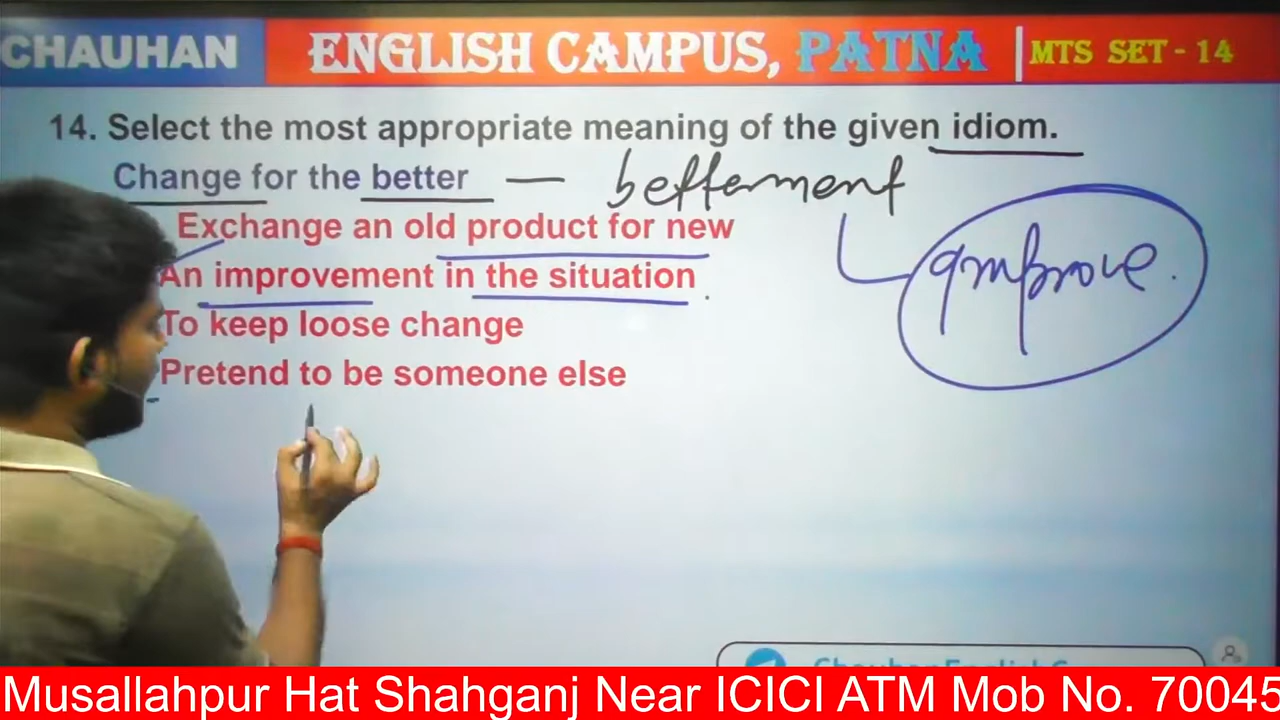 CHAUHAN ENGLISH CAMPUS, PATNA MTS SET - 14
14. Select the most appropriate meaning of the given idiom.
Change for the better — betterment
Exchange an old product for new
An improvement in the situation
improve.
To keep loose change
Pretend to be someone else
Musallahpur Hat Shahganj Near ICICI ATM Mob No. 70045